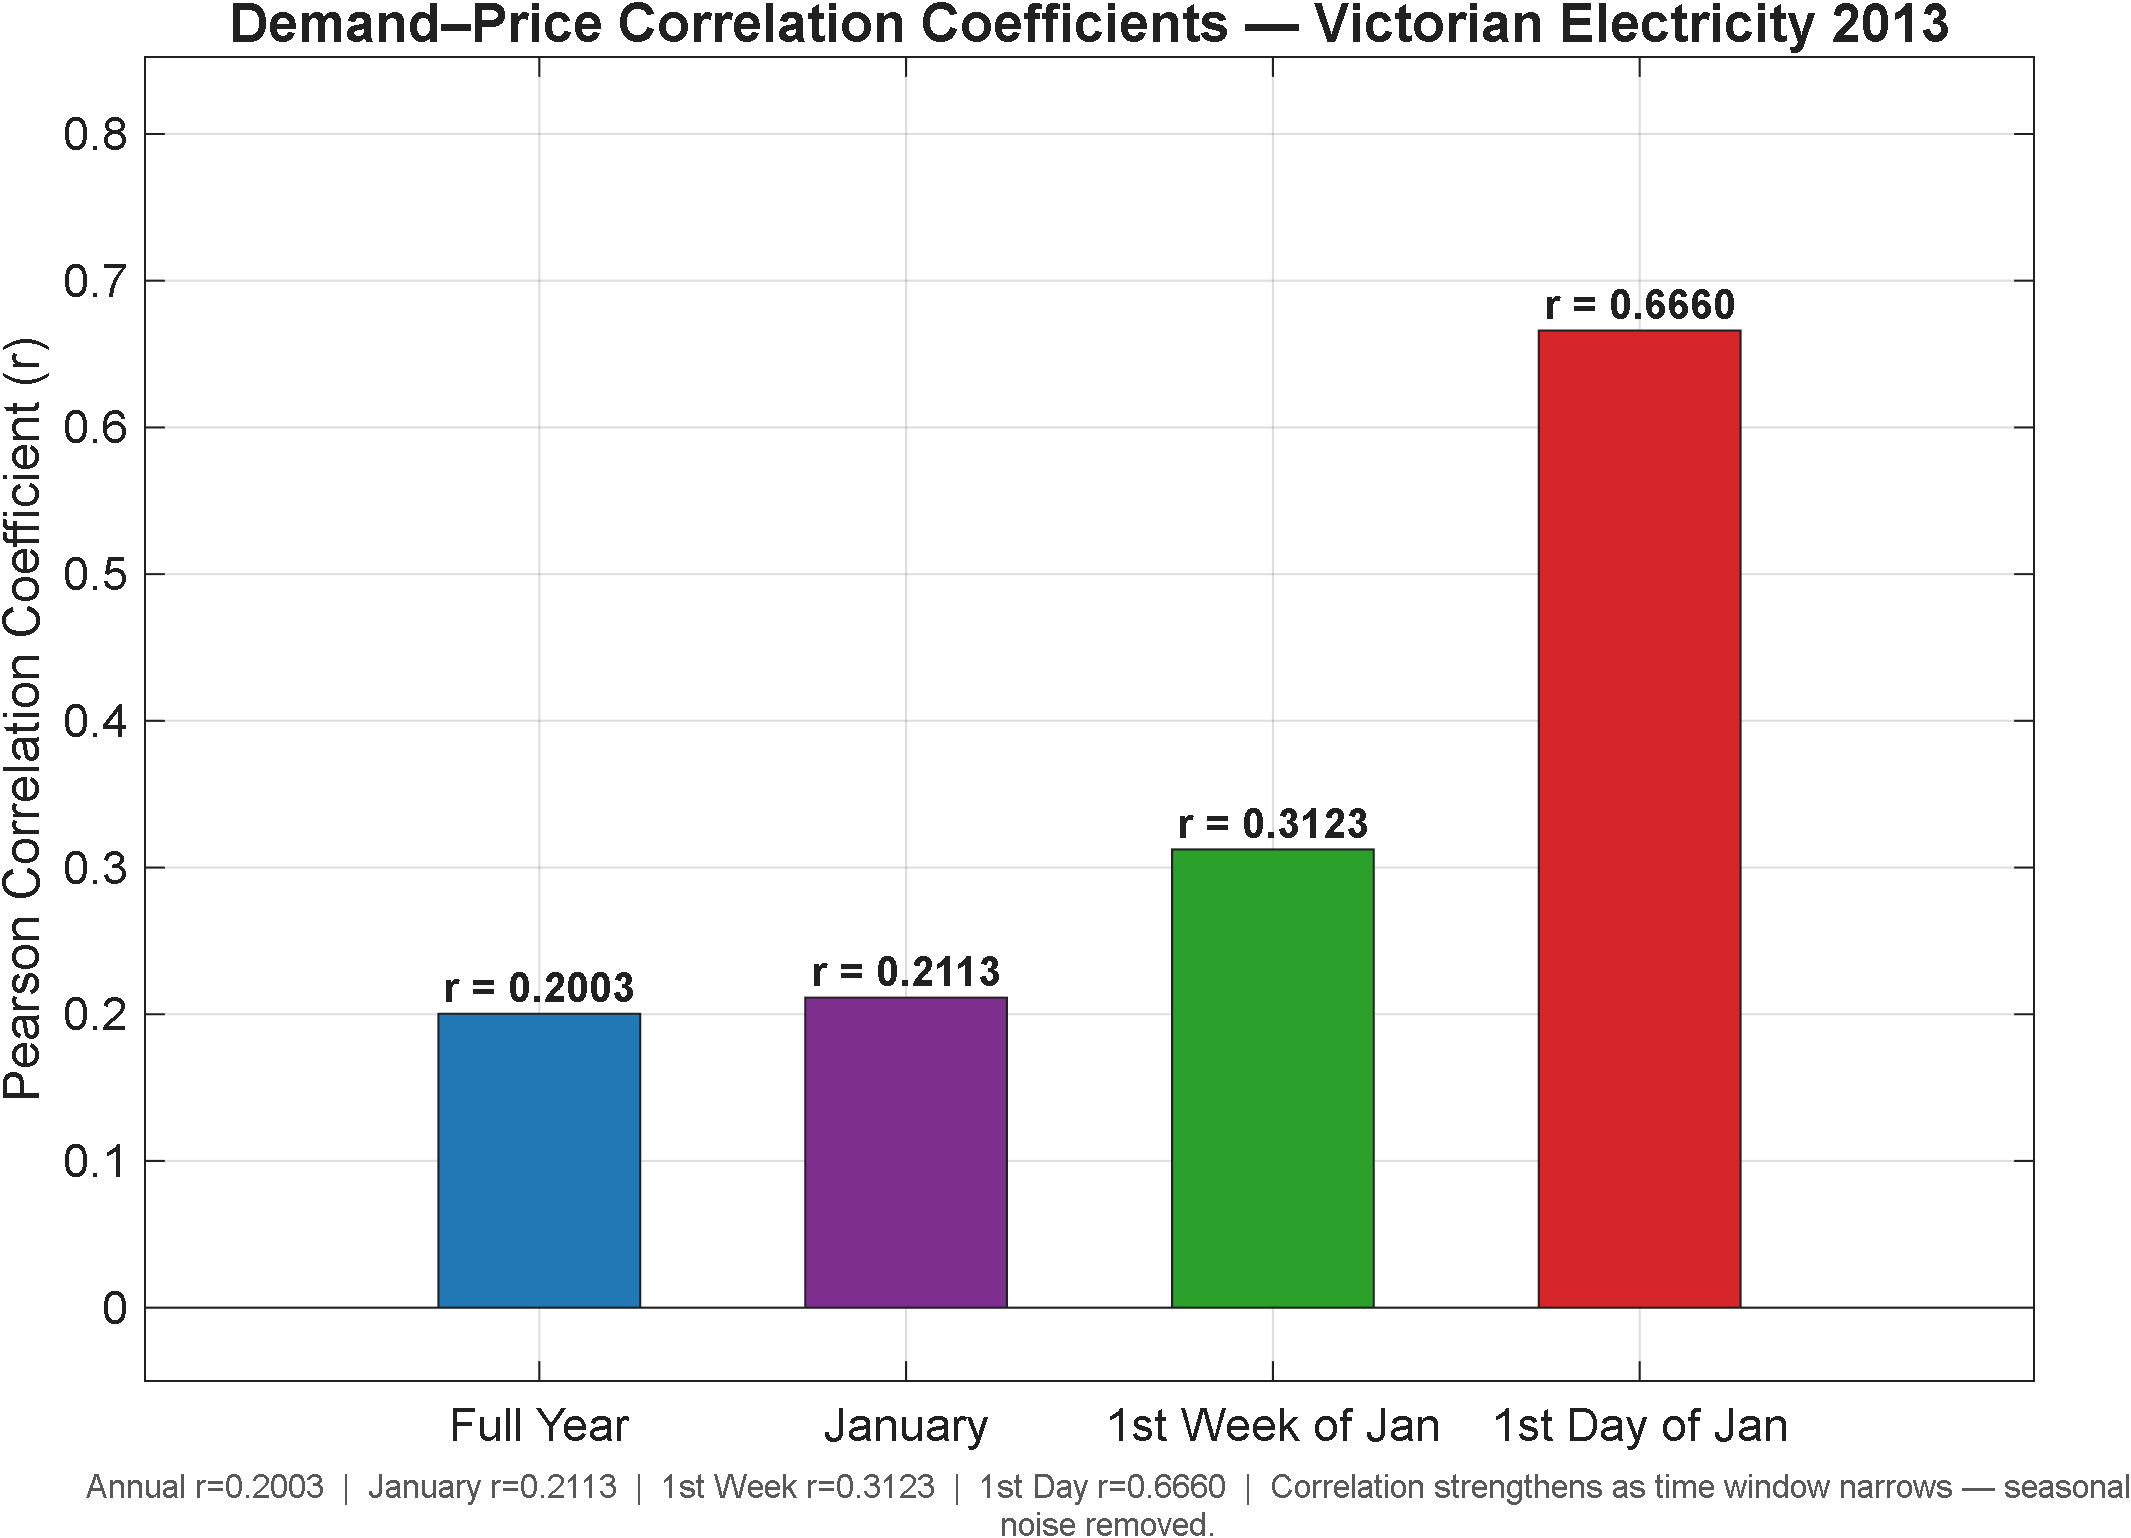 Demand–Price Correlation Coefficients — Victorian Electricity 2013
Pearson Correlation Coefficient (r)
0.8
0.7
0.6
0.5
0.4
0.3
0.2
0.1
0
r = 0.2003
r = 0.2113
r = 0.3123
r = 0.6660
Full Year
January
1st Week of Jan
1st Day of Jan
Annual r=0.2003 | January r=0.2113 | 1st Week r=0.3123 | 1st Day r=0.6660 | Correlation strengthens as time window narrows — seasonal
noise removed.